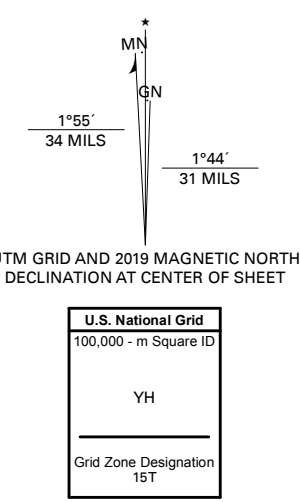 MN
GN
1°55´
34 MILS
1°44´
31 MILS
UTM GRID AND 2019 MAGNETIC NORTH
DECLINATION AT CENTER OF SHEET
U.S. National Grid
100,000 - m Square ID
YH
Grid Zone Designation
15T